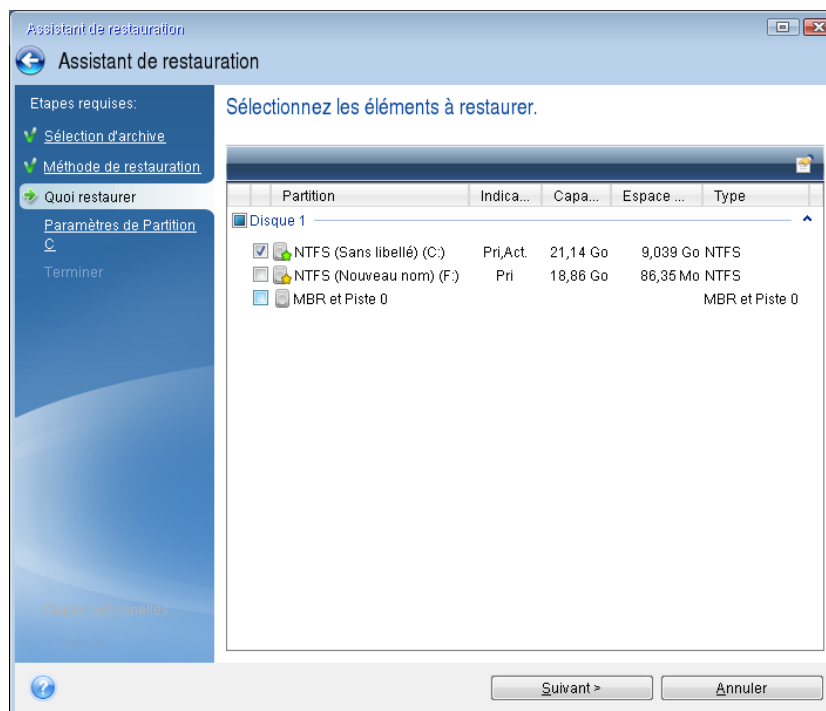 Assistant de restauration
Assistant de restauration
Etapes requises:
Sélection d'archive
Méthode de restauration
Quoi restaurer
Paramètres de Partition
C
Terminer
Sélectionnez les éléments à restaurer.
Partition Indica... Capa... Espace ... Type
Disque 1
NTFS (Sans libellé) (C:) Pri,Act. 21,14 Go 9,039 Go NTFS
NTFS (Nouveau nom) (F:) Pri 18,86 Go 86,35 Mo NTFS
MBR et Piste 0 MBR et Piste 0
Suivant >
Annuler